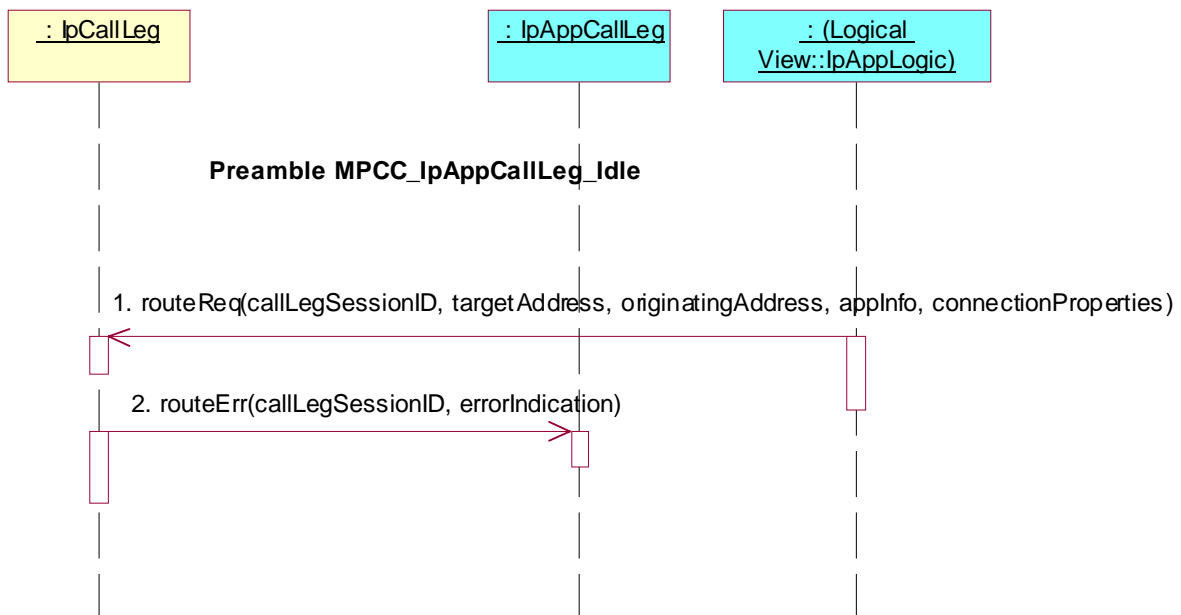 : IpCallLeg
: IpAppCallLeg
: (Logical
View::IpAppLogic)
Preamble MPCC_IpAppCallLeg_Idle
1. routeReq(callLegSessionID, targetAddress, originatingAddress, appInfo, connectionProperties)
2. routeErr(callLegSessionID, errorIndication)